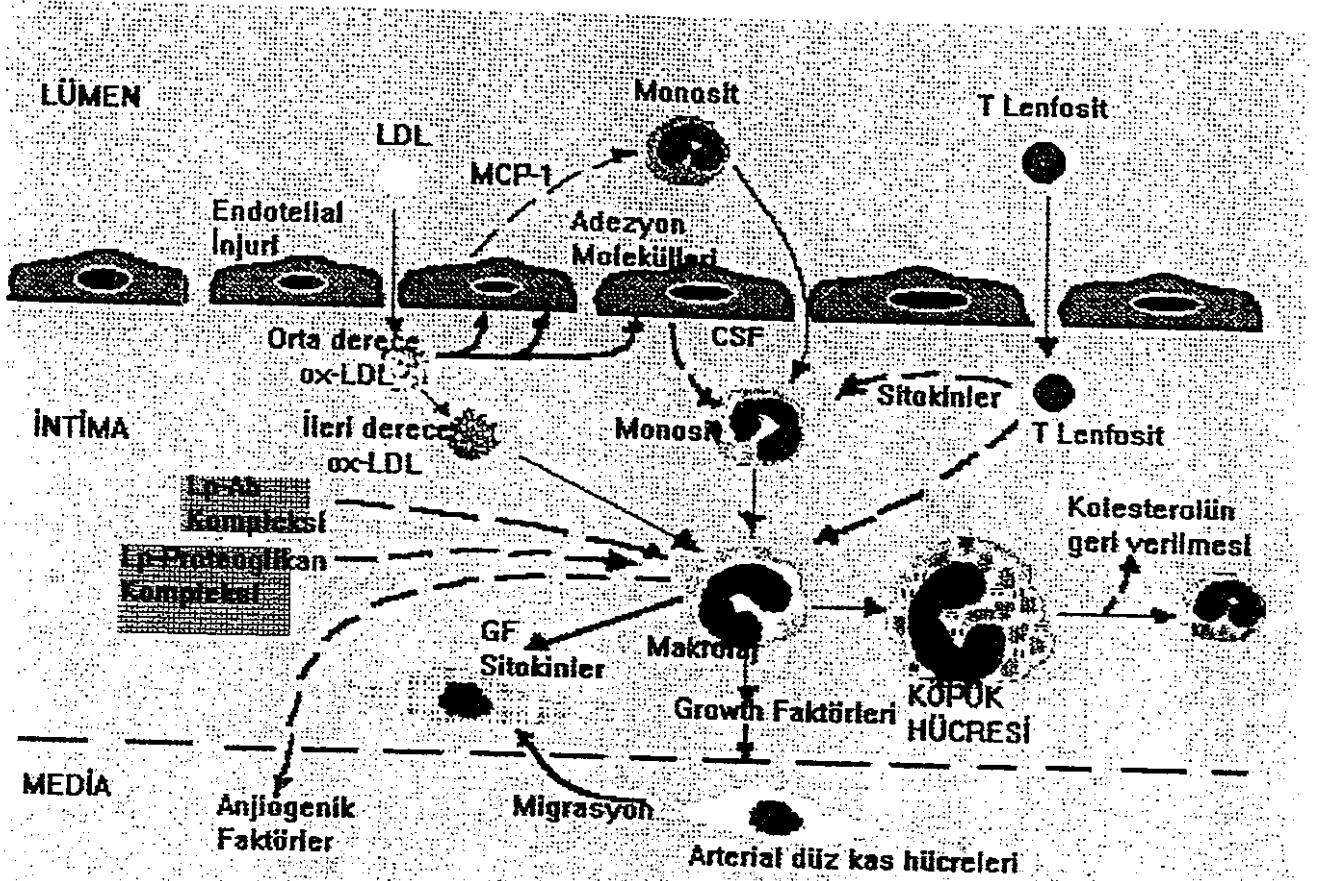 LÜMEN
Monosit
T Lenfosit
LDL
MCP-1
Endotelial
İnjuri
Adezyon
Molekülleri
CSF
Orta derece
ox-LDL
Sitokinler
İNTİMA
İleri derece
ox-LDL
Monosit
T Lenfosit
Lp-Ab
Kompleksi
Kolesterolün
geri verilmesi
Lp-Proteoglikan
Kompleksi
GF
Sitokinler
Makrofaj
Growth Faktörleri
KÖPÜK
HÜCRESİ
MEDİA
Anjiogenik
Faktörler
Migrasyon
Arterial düz kas hücreleri